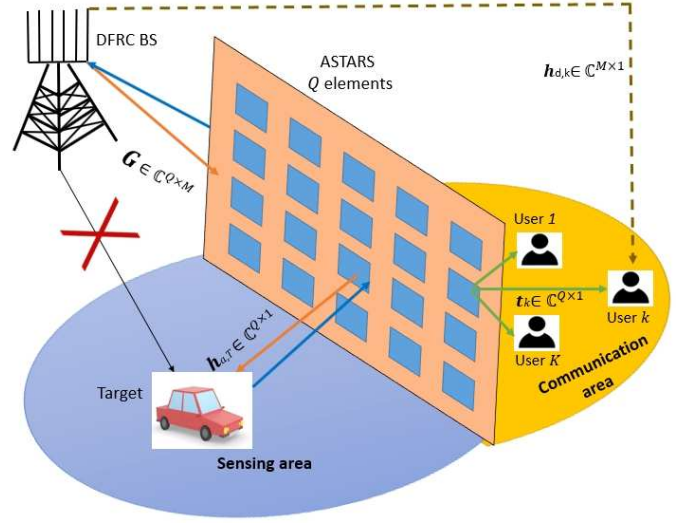 DFRC BS
ASTARS
Q elements
h_{d,k} ∈ ℂ^{M×1}
G ∈ ℂ^{Q×M}
User 1
t_k ∈ ℂ^{Q×1}
User k
User K
h_{a,T} ∈ ℂ^{Q×1}
Communication
area
Target
Sensing area